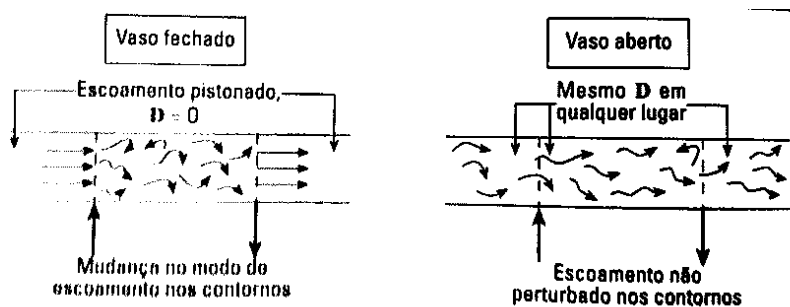 Vaso fechado
Escoamento pistonado,
D = 0
Mudança no modo de
escoamento nos contornos
Vaso aberto
Mesmo D em
qualquer lugar
Escoamento não
perturbado nos contornos